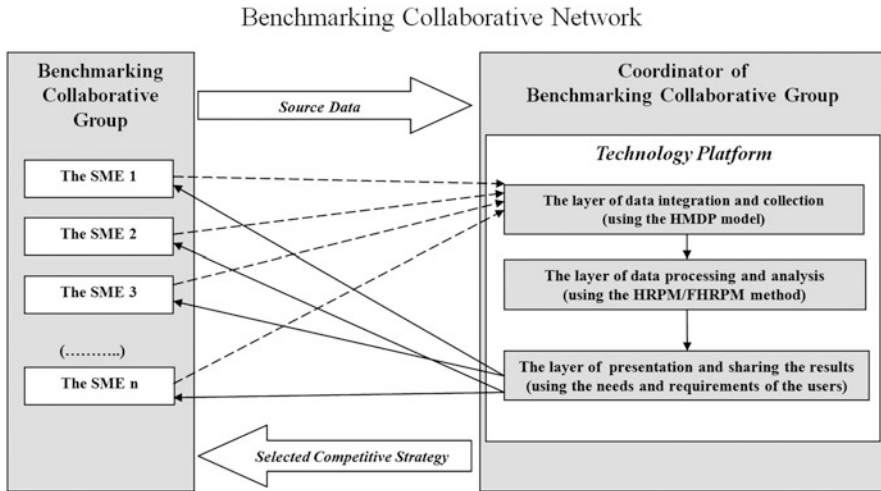 Benchmarking Collaborative Network
Benchmarking
Collaborative
Group
The SME 1
The SME 2
The SME 3
(………..)
The SME n
Source Data
Selected Competitive Strategy
Coordinator of
Benchmarking Collaborative Group
Technology Platform
The layer of data integration and collection
(using the HMDP model)
The layer of data processing and analysis
(using the HRPM/FHRPM method)
The layer of presentation and sharing the results
(using the needs and requirements of the users)